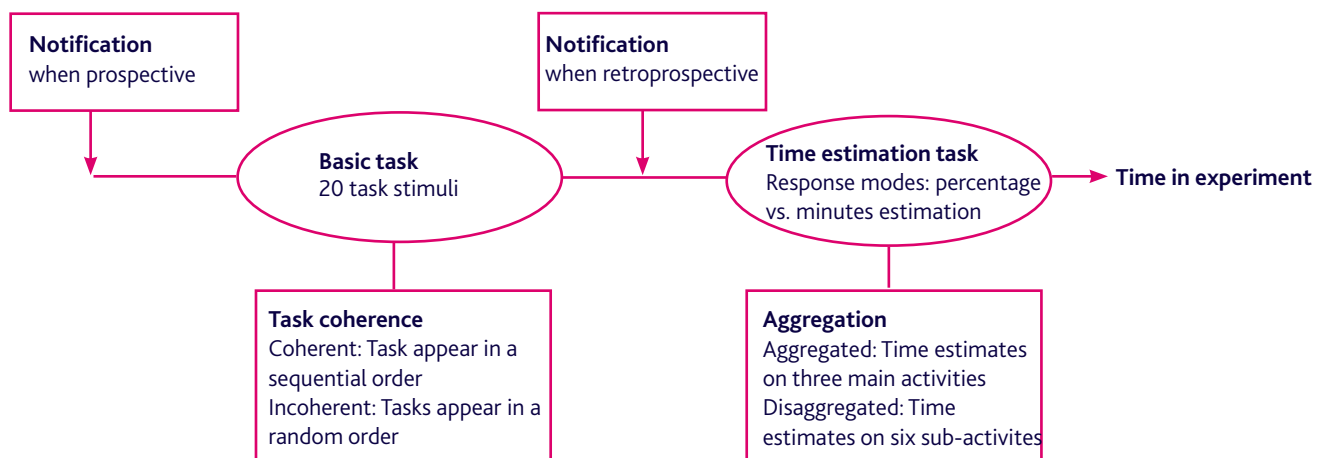 Notification
when prospective
Notification
when retroprospective
Basic task
20 task stimuli
Time estimation task
Response modes: percentage
vs. minutes estimation
Time in experiment
Task coherence
Coherent: Task appear in a
sequential order
Incoherent: Tasks appear in a
random order
Aggregation
Aggregated: Time estimates
on three main activities
Disaggregated: Time
estimates on six sub-activites